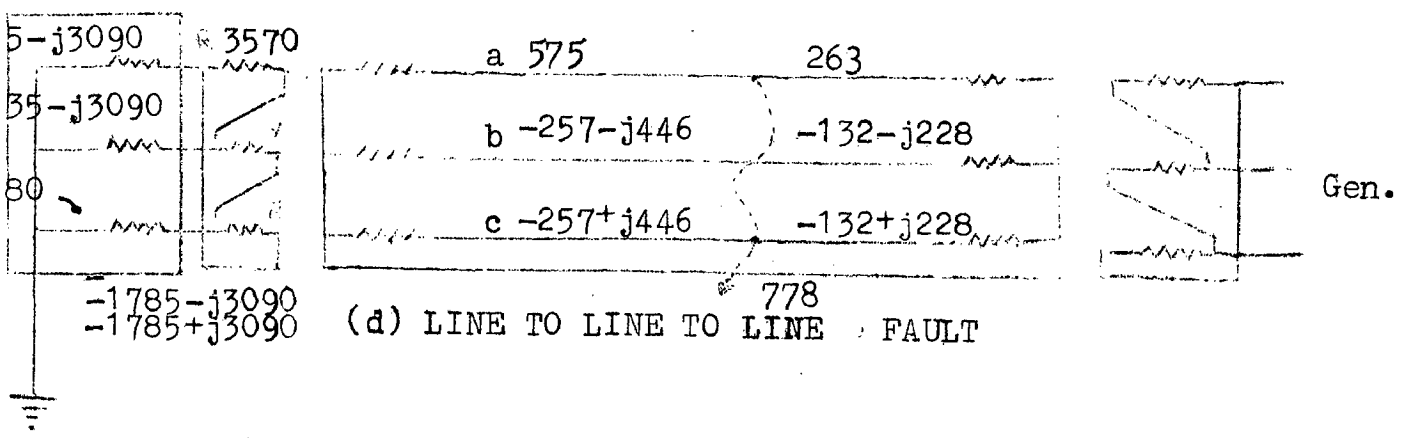 5-j3090 3570 a 575 263
35-j3090 b -257-j446 -132-j228
80 Gen.
c -257+j446 -132+j228
-1785-j3090 778
-1785+j3090 (d) LINE TO LINE TO LINE FAULT